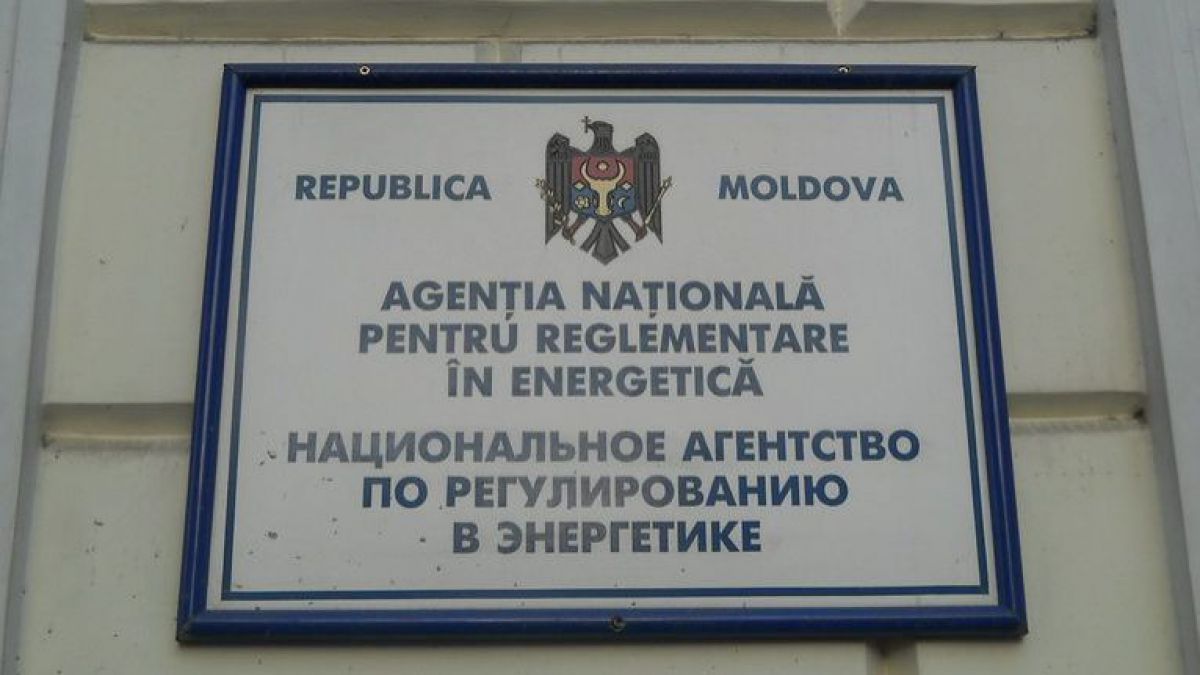 REPUBLICA MOLDOVA
AGENȚIA NAȚIONALĂ
PENTRU REGLEMENTARE
ÎN ENERGETICĂ
НАЦИОНАЛЬНОЕ АГЕНТСТВО
ПО РЕГУЛИРОВАНИЮ
В ЭНЕРГЕТИКЕ